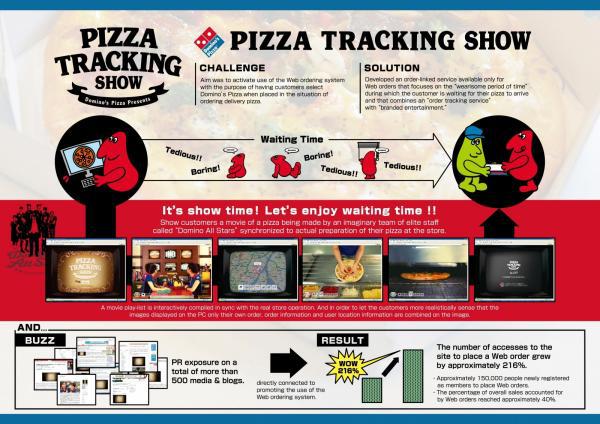 PIZZA
TRACKING
SHOW
Domino's Pizza Presents
Domino's Pizza
PIZZA TRACKING SHOW
CHALLENGE
Aim was to activate use of the Web ordering system
with the purpose of having customers select
Domino's Pizza when placed in the situation of
ordering delivery pizza.
SOLUTION
Developed an order-linked service available only for
Web orders that focuses on the "wearisome period of time"
during which the customer is waiting for their pizza to arrive
and that combines an "order tracking service"
with "branded entertainment."
Waiting Time
Tedious!!
Boring!
Boring!
Tedious!!
Tedious!!
It's show time! Let's enjoy waiting time !!
Show customers a movie of a pizza being made by an imaginary team of elite staff
called "Domino All Stars" synchronized to actual preparation of their pizza at the store.
PIZZA
TRACKING
SHOW
A movie play-list is interactively compiled in sync with the real store operation. And in order to let the customers more realistically sense that the
images displayed on the PC only their own order, order information and user location information are combined on the image.
AND...
BUZZ
PR exposure on a
total of more than
500 media & blogs.
directly connected to
promoting the use of the
Web ordering system.
RESULT
WOW
216%
The number of accesses to the
site to place a Web order grew
by approximately 216%.
- Approximately 150,000 people newly registered
as members to place Web orders.
- The percentage of overall sales accounted for
by Web orders reached approximately 40%.